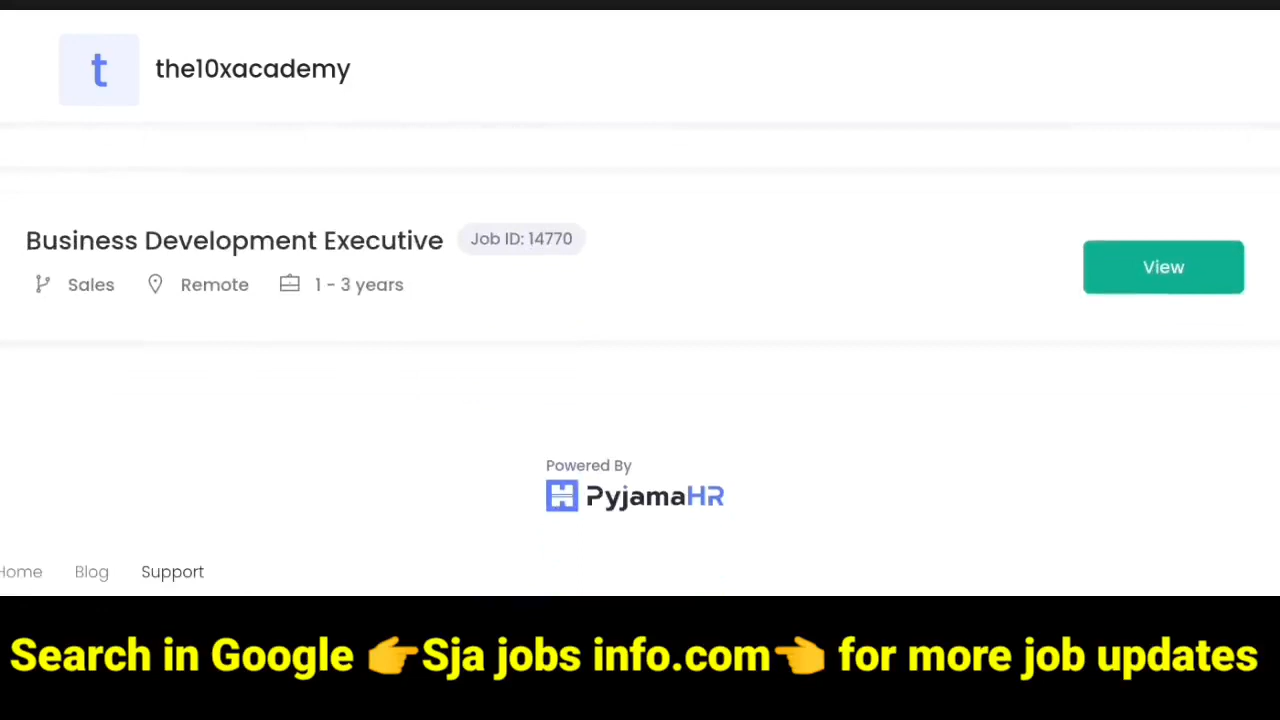 t
the10xacademy
Business Development Executive Job ID: 14770
Sales Remote 1 - 3 years
View
Powered By
PyjamaHR
Home Blog Support
Search in Google 👉Sja jobs info.com👈 for more job updates